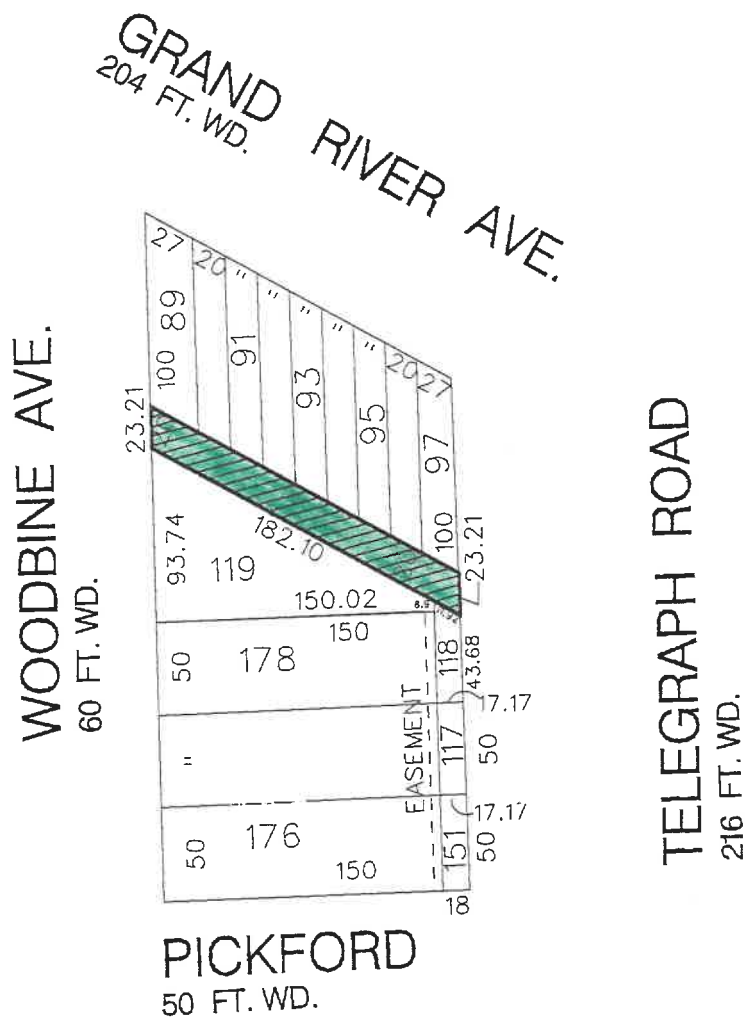 GRAND RIVER AVE.
204 FT. WD.
27 20 " " " " " 20 27
100 89
91
93
95
97
100
WOODBINE AVE.
60 FT. WD.
23.21
23.21
182.10
93.74
119
150.02
150
50
178
118
43.68
17.17
"
EASEMENT
117
50
17.17
50
176
150
151
50
18
TELEGRAPH ROAD
216 FT. WD.
PICKFORD
50 FT. WD.